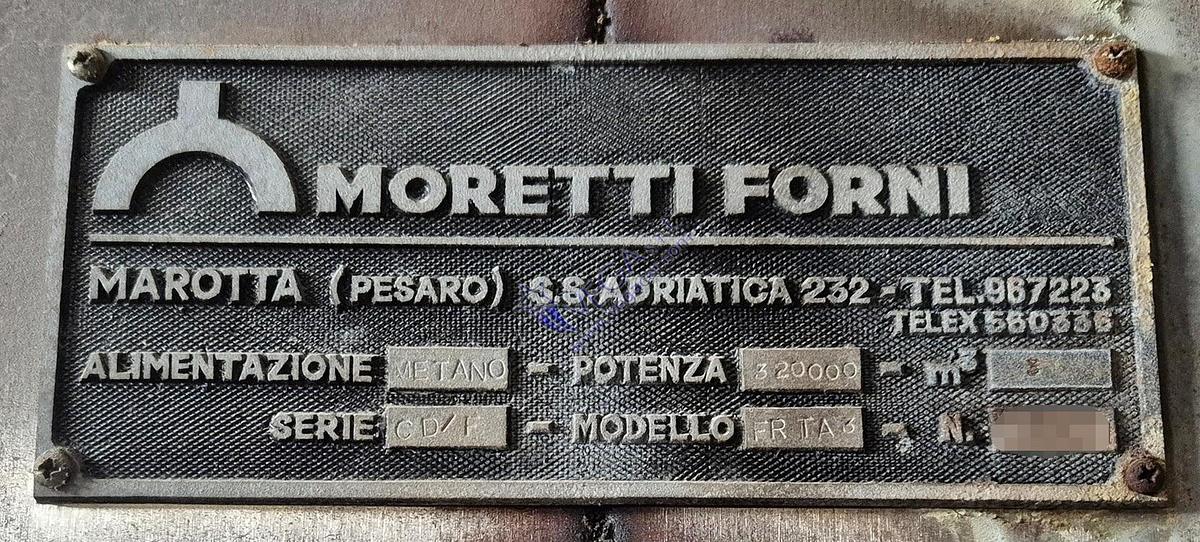 MORETTI FORNI
MAROTTA (PESARO) S.S. ADRIATICA 232 - TEL. 967223
TELEX 560336
ALIMENTAZIONE METANO - POTENZA 320000 - m³
SERIE CD/F - MODELLO FRTA3 - N.